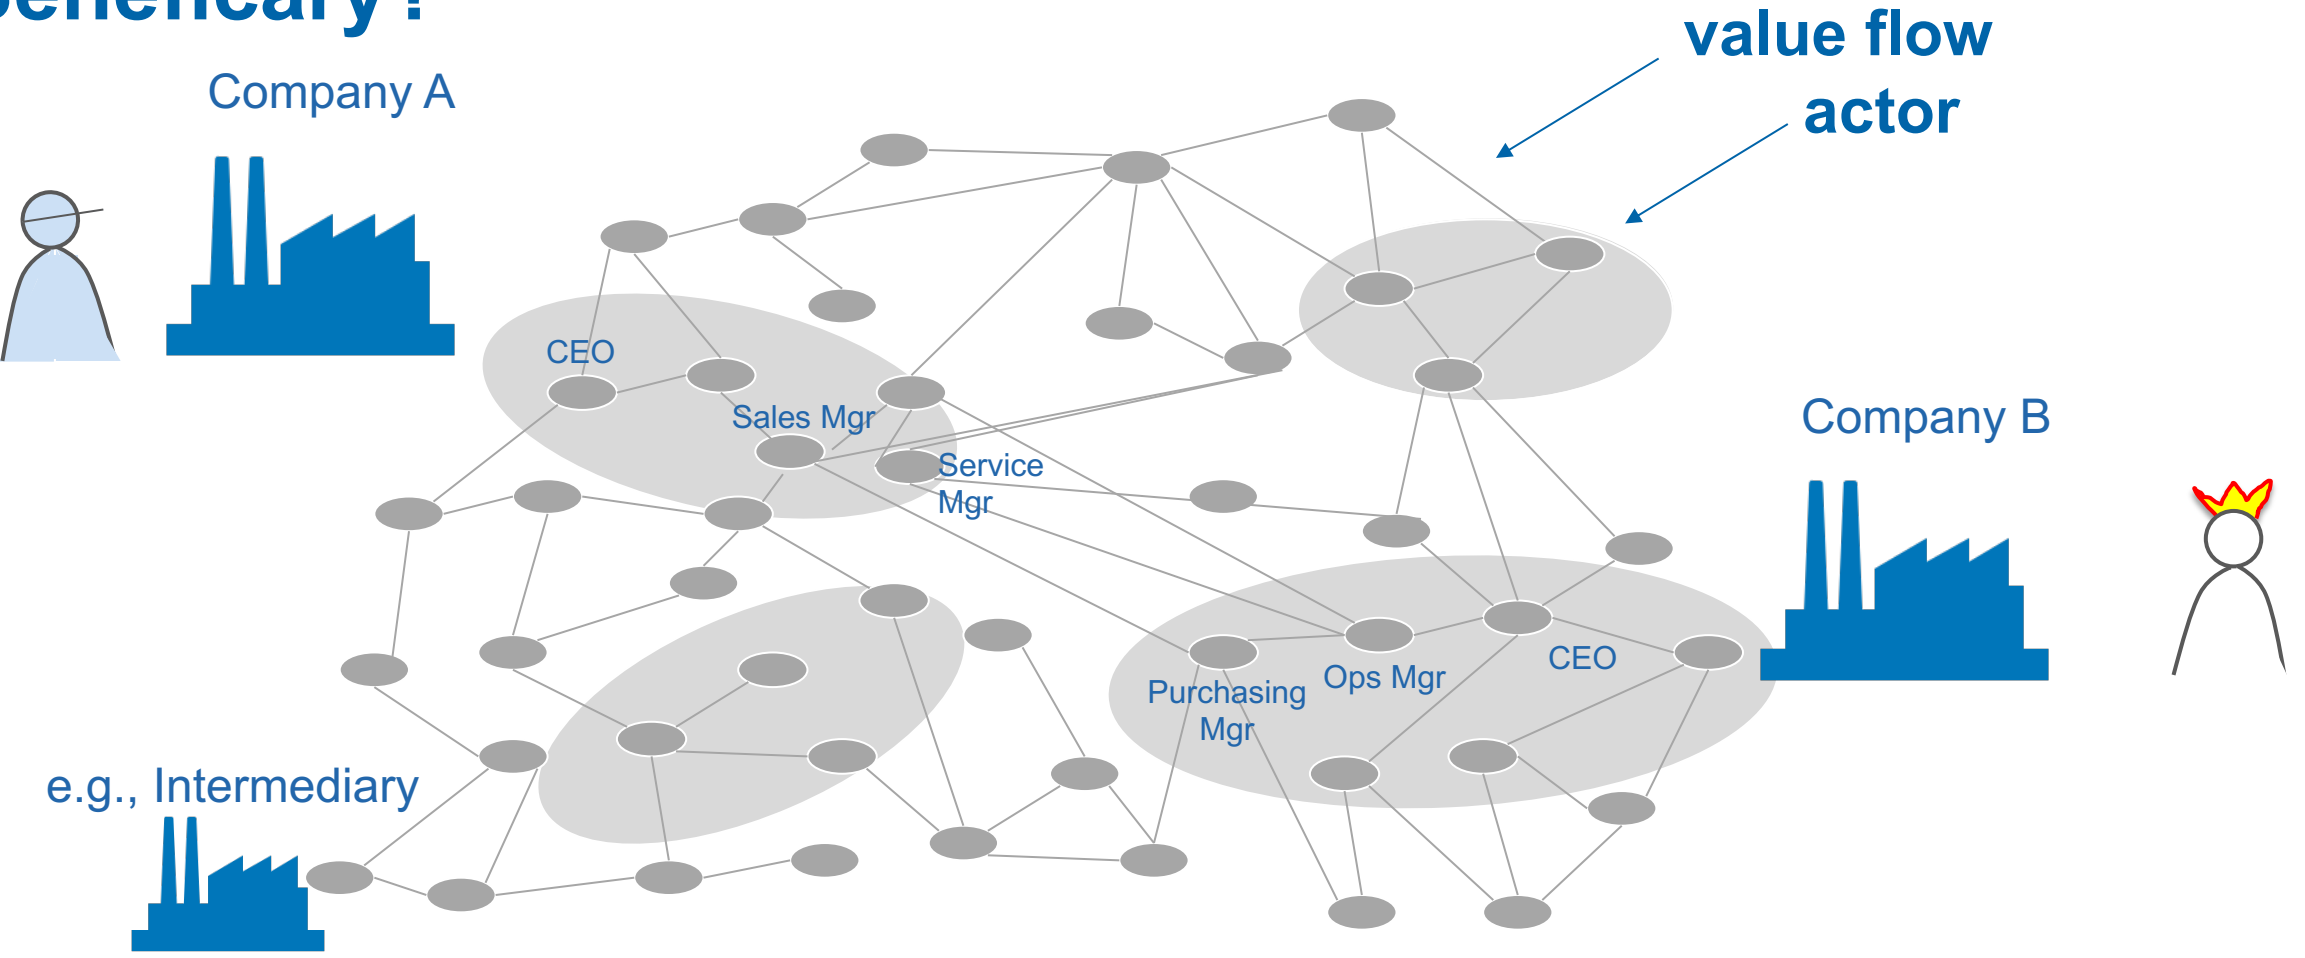 value flow
Company A
actor
CEO
Company B
Sales Mgr
Service
Mgr
CEO
Ops Mgr
Purchasing
Mgr
e.g., Intermediary